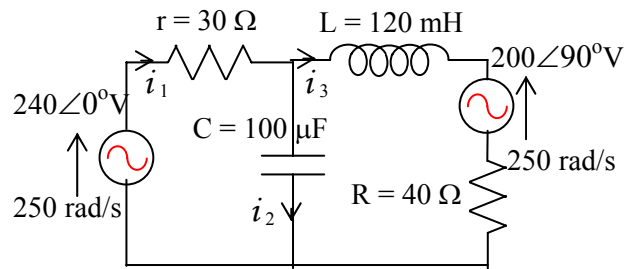 r = 30 Ω
L = 120 mH
i₁
i₃
200∠90°V
240∠0°V
C = 100 μF
250 rad/s
R = 40 Ω
250 rad/s
i₂